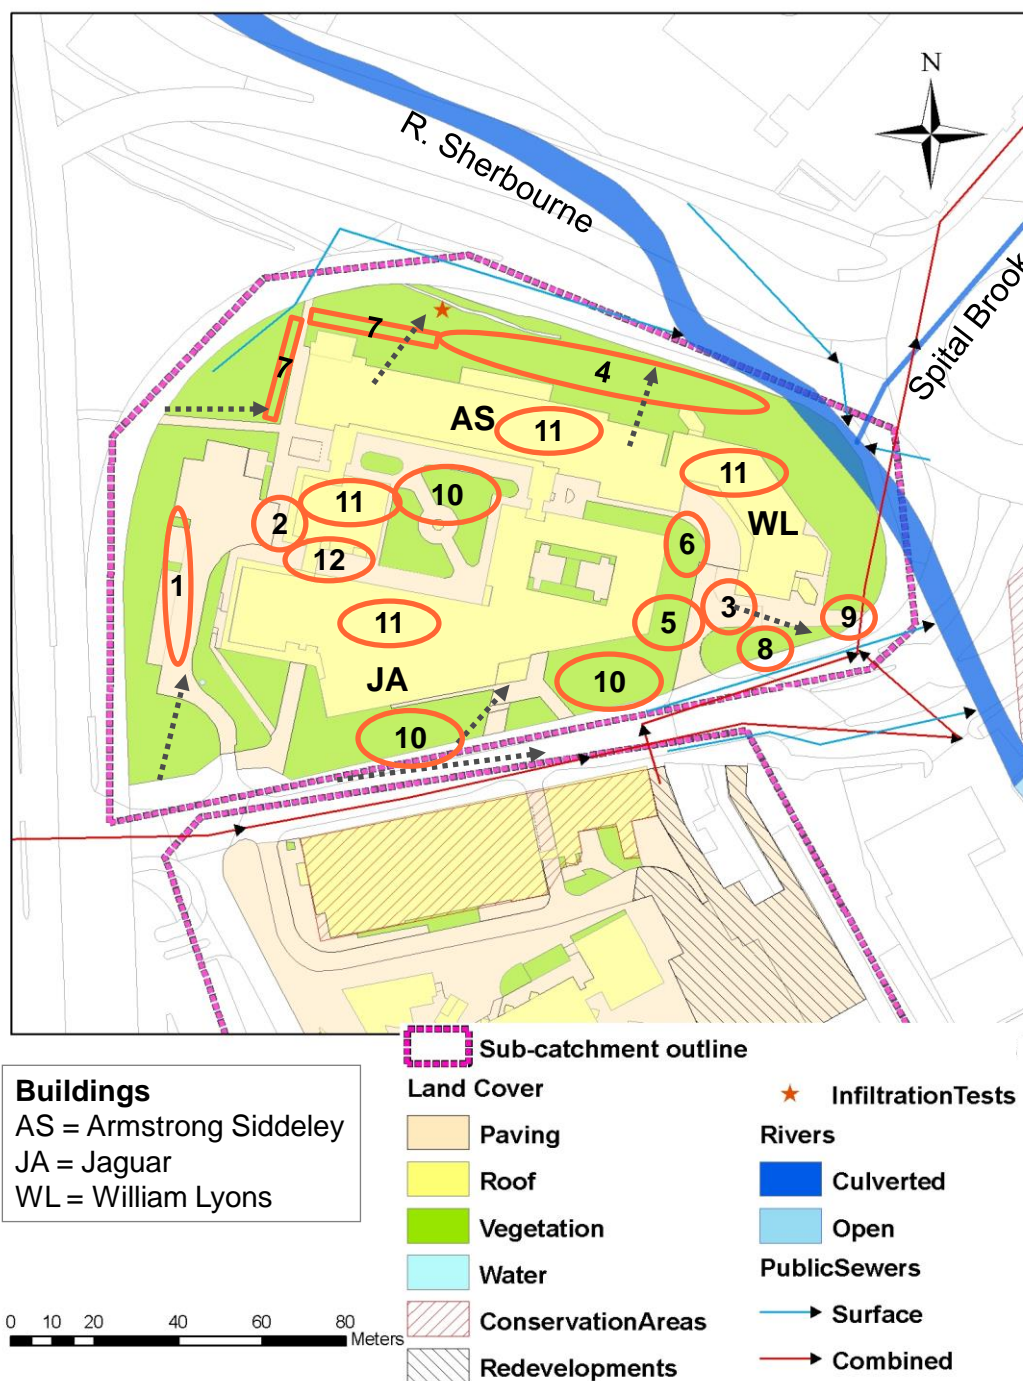 N
R. Sherbourne
Spital Brook
7
7
4
AS
11
11
10
11
WL
2
12
6
1
3
5
9
11
8
JA
10
10
Buildings
AS = Armstrong Siddeley
JA = Jaguar
WL = William Lyons
0 10 20 40 60 80
Meters
Sub-catchment outline
Land Cover
Paving
Roof
Vegetation
Water
ConservationAreas
Redevelopments
InfiltrationTests
Rivers
Culverted
Open
PublicSewers
Surface
Combined